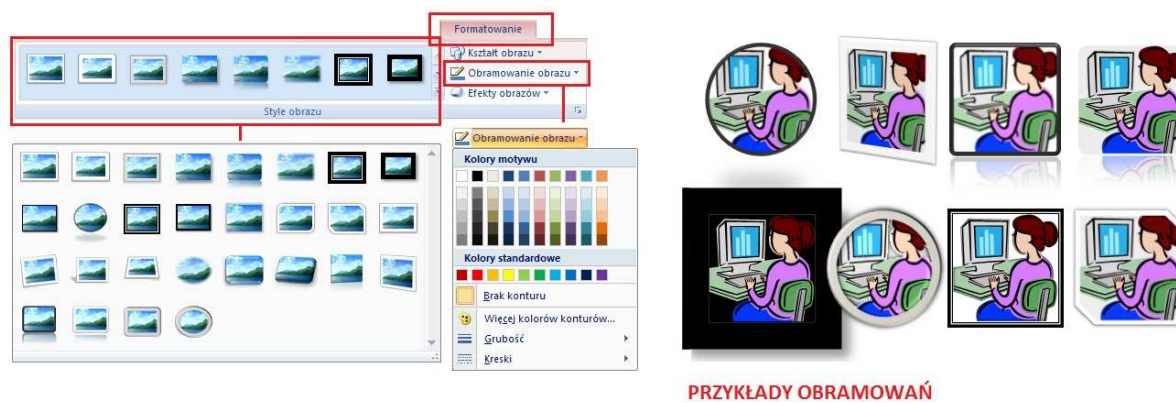 Formatowanie
Kształt obrazu
Obramowanie obrazu
Efekty obrazów
Style obrazu
Obramowanie obrazu
Kolory motywu
Kolory standardowe
Brak konturu
Więcej kolorów konturów...
Grubość
Kreski
PRZYKŁADY OBRAMOWAŃ